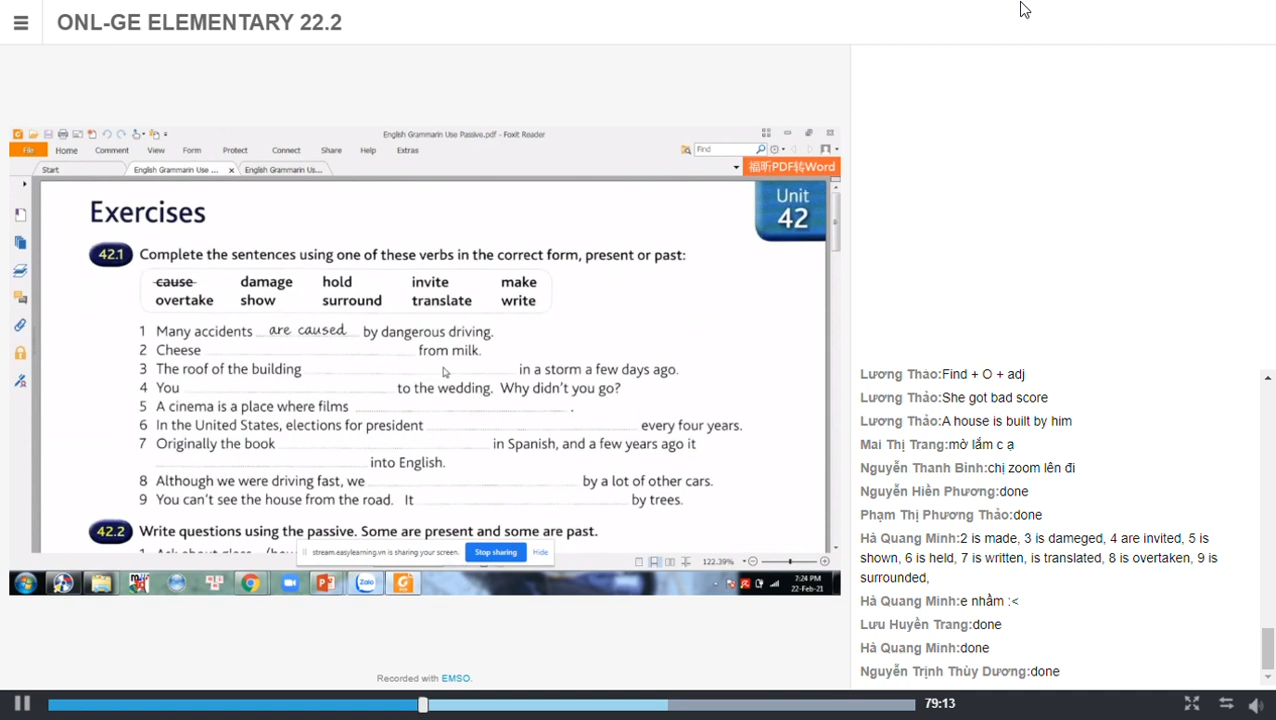 ONL-GE ELEMENTARY 22.2
English Grammarin Use Passive.pdf - Foxit Reader
File Home Comment View Form Protect Connect Share Help Extras
Find
Start English Grammarin Use ... x English Grammarin Us...
福昕PDF转Word
Exercises
Unit
42
42.1 Complete the sentences using one of these verbs in the correct form, present or past:
cause damage hold invite make
overtake show surround translate write
1 Many accidents are caused by dangerous driving.
2 Cheese from milk.
3 The roof of the building in a storm a few days ago.
4 You to the wedding. Why didn't you go?
5 A cinema is a place where films .
6 In the United States, elections for president every four years.
7 Originally the book in Spanish, and a few years ago it
into English.
8 Although we were driving fast, we by a lot of other cars.
9 You can't see the house from the road. It by trees.
42.2 Write questions using the passive. Some are present and some are past.
stream.easylearning.vn is sharing your screen. Stop sharing Hide
122.39%
Zalo
7:24 PM
22-Feb-21
Recorded with EMSO.
79:13
Lương Thao:Find + O + adj
Lương Thảo:She got bad score
Lương Thảo:A house is built by him
Mai Thị Trang:mờ lắm c ạ
Nguyễn Thanh Bình:chị zoom lên đi
Nguyễn Hiền Phương:done
Phạm Thị Phương Thảo:done
Hà Quang Minh:2 is made, 3 is dameged, 4 are invited, 5 is
shown, 6 is held, 7 is written, is translated, 8 is overtaken, 9 is
surrounded,
Hà Quang Minh:e nhầm :<
Lưu Huyền Trang:done
Hà Quang Minh:done
Nguyễn Trịnh Thùy Dương:done